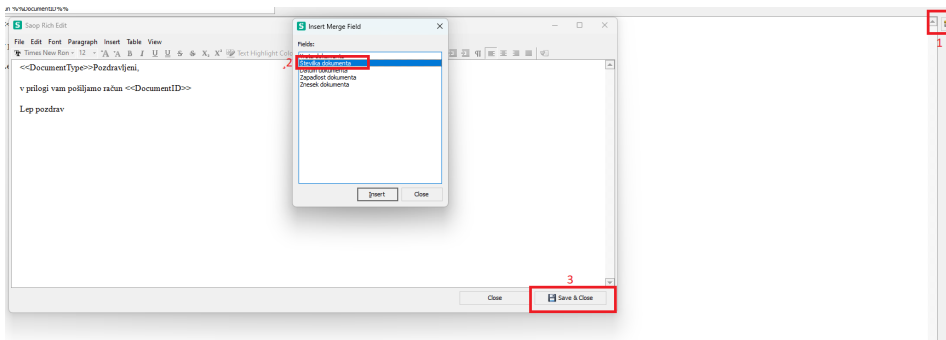 un %%DocumentID%%
1
Saop Rich Edit
File Edit Font Paragraph Insert Table View
Times New Ron 12 A A B I U U S S X, X' Text Highlight Colo
<<DocumentType>>Pozdravljeni,
v prilogi vam pošiljamo račun <<DocumentID>>
Lep pozdrav
Insert Merge Field
Fields:
,2
Številka dokumenta
Datum dokumenta
Zapadlost dokumenta
Znesek dokumenta
Insert Close
3
Close Save & Close